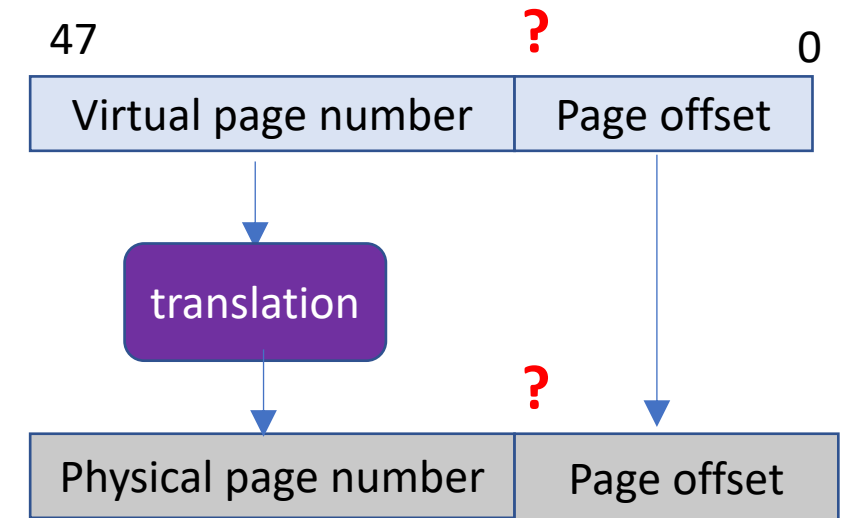 47 ? 0
Virtual page number Page offset
translation
?
Physical page number Page offset